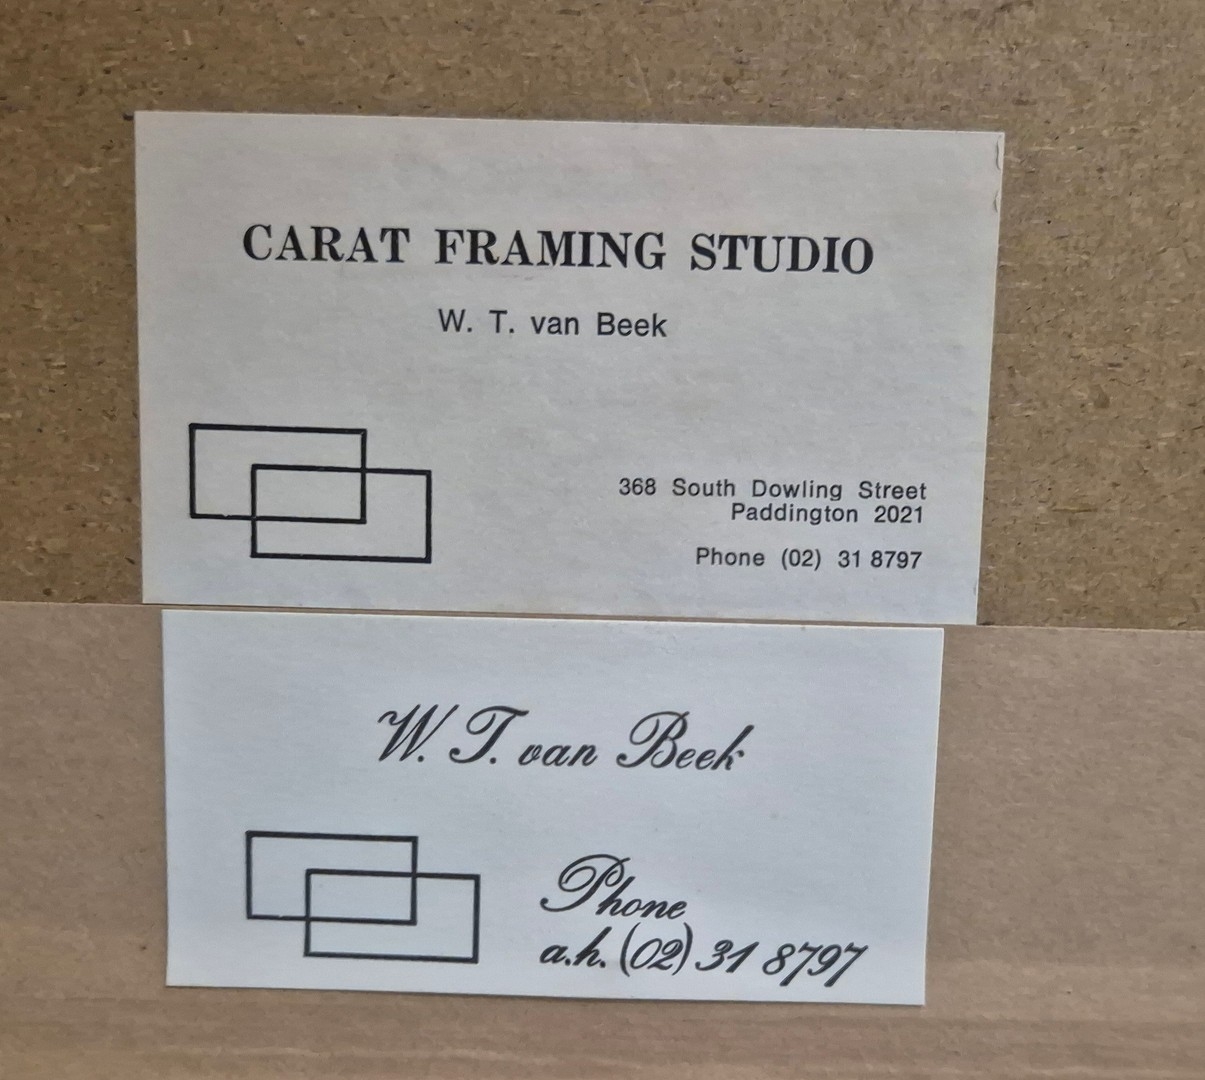 CARAT FRAMING STUDIO
W. T. van Beek
368 South Dowling Street
Paddington 2021
Phone (02) 31 8797
W. T. van Beek
Phone
a.h. (02) 31 8797